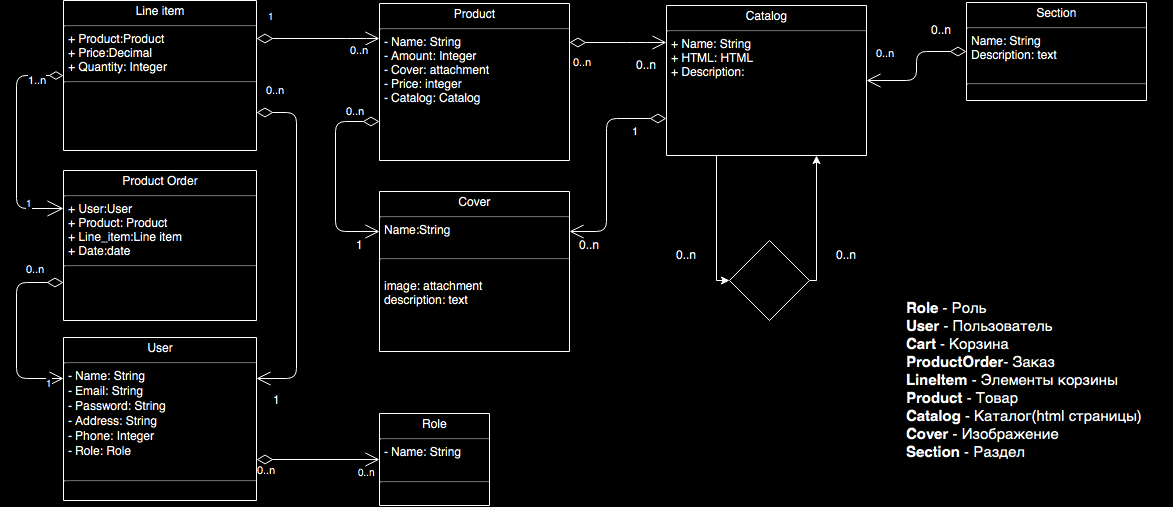 Line item
+ Product:Product
+ Price:Decimal
+ Quantity: Integer
1
0..n
1..n
0..n
Product
- Name: String
- Amount: Integer
- Cover: attachment
- Price: integer
- Catalog: Catalog
0..n
0..n
0..n
Catalog
+ Name: String
+ HTML: HTML
+ Description:
1
0..n
0..n
Section
Name: String
Description: text
Product Order
+ User:User
+ Product: Product
+ Line_item:Line item
+ Date:date
1
0..n
Cover
Name:String
image: attachment
description: text
1
0..n
0..n
0..n
User
- Name: String
- Email: String
- Password: String
- Address: String
- Phone: Integer
- Role: Role
1
1
0..n
0..n
Role
- Name: String
Role - Роль
User - Пользователь
Cart - Корзина
ProductOrder- Заказ
LineItem - Элементы корзины
Product - Товар
Catalog - Каталог(html страницы)
Cover - Изображение
Section - Раздел